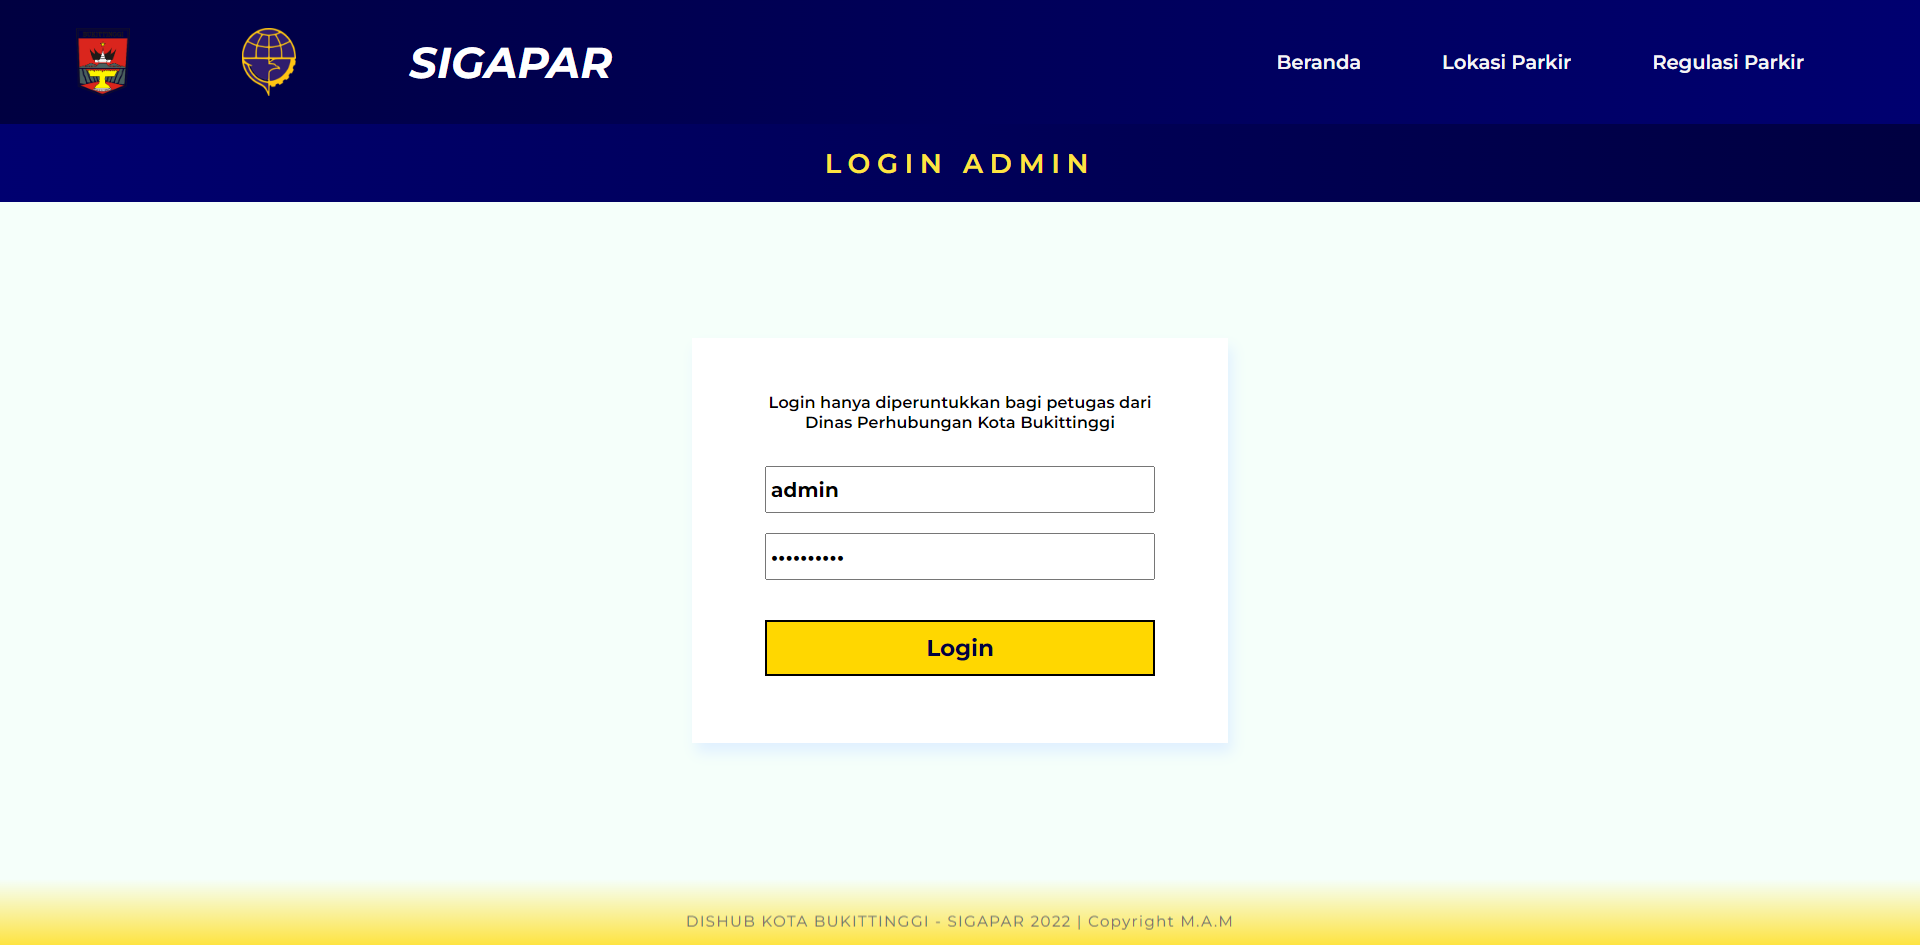 SIGAPAR
Beranda
Lokasi Parkir
Regulasi Parkir
LOGIN ADMIN
Login hanya diperuntukkan bagi petugas dari
Dinas Perhubungan Kota Bukittinggi
admin
••••••••••
Login
DISHUB KOTA BUKITTINGGI - SIGAPAR 2022 | Copyright M.A.M